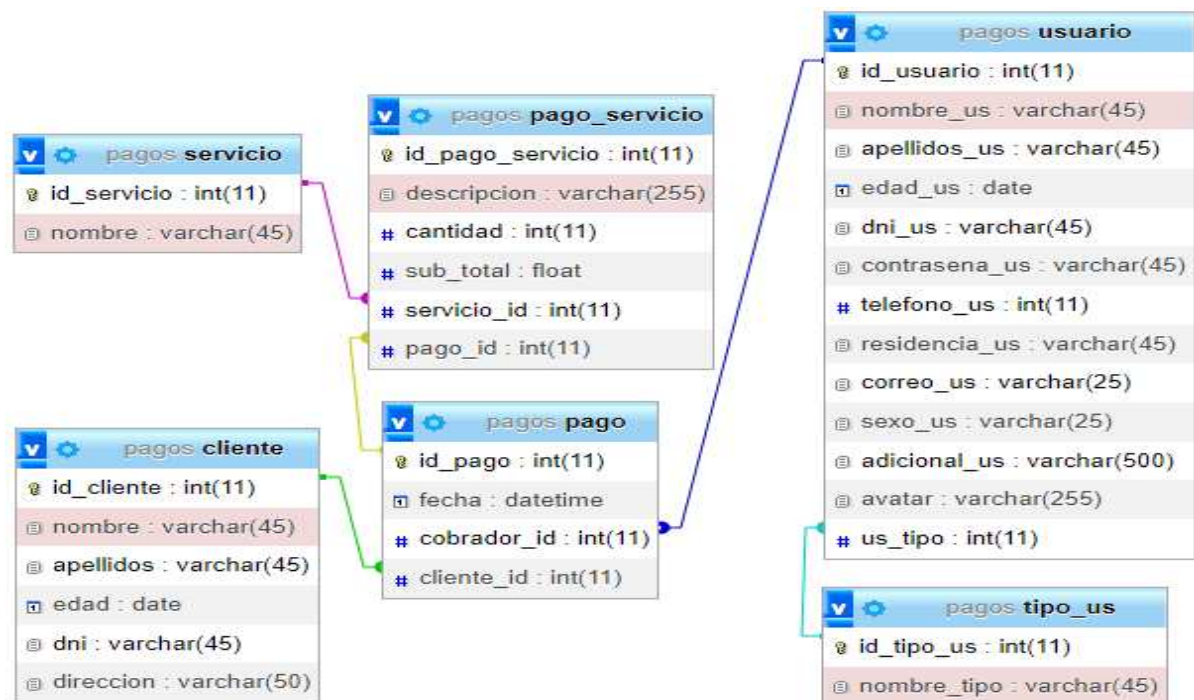 pagos servicio
id_servicio : int(11)
nombre : varchar(45)
pagos pago_servicio
id_pago_servicio : int(11)
descripcion : varchar(255)
# cantidad : int(11)
# sub_total : float
# servicio_id : int(11)
# pago_id : int(11)
pagos usuario
id_usuario : int(11)
nombre_us : varchar(45)
apellidos_us : varchar(45)
edad_us : date
dni_us : varchar(45)
contrasena_us : varchar(45)
# telefono_us : int(11)
residencia_us : varchar(45)
correo_us : varchar(25)
sexo_us : varchar(25)
adicional_us : varchar(500)
avatar : varchar(255)
# us_tipo : int(11)
pagos cliente
id_cliente : int(11)
nombre : varchar(45)
apellidos : varchar(45)
edad : date
dni : varchar(45)
direccion : varchar(50)
pagos pago
id_pago : int(11)
fecha : datetime
# cobrador_id : int(11)
# cliente_id : int(11)
pagos tipo_us
id_tipo_us : int(11)
nombre_tipo : varchar(45)